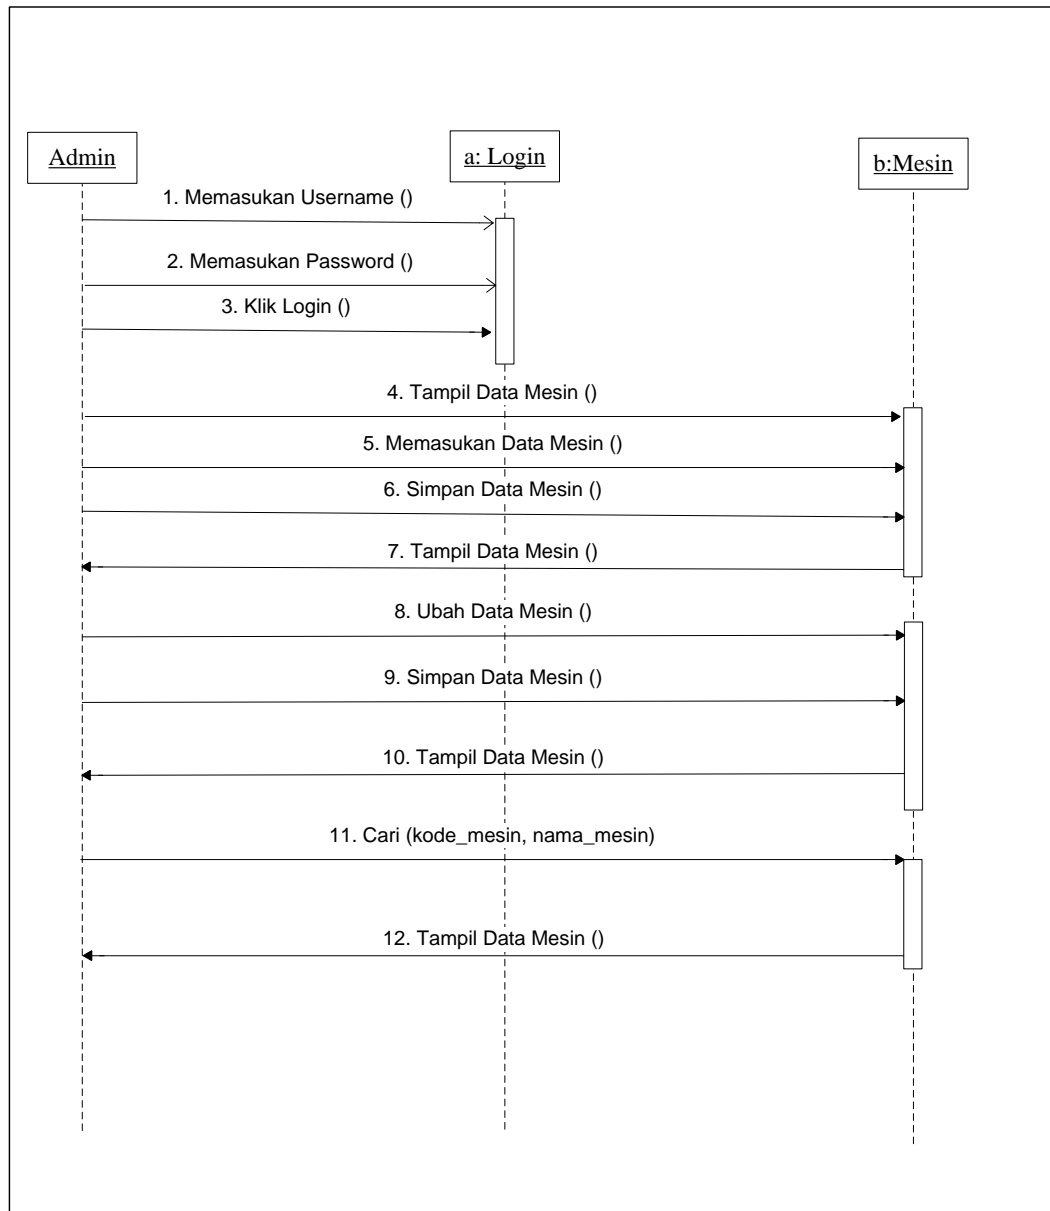 Admin
a: Login
b:Mesin
1. Memasukan Username ()
2. Memasukan Password ()
3. Klik Login ()
4. Tampil Data Mesin ()
5. Memasukan Data Mesin ()
6. Simpan Data Mesin ()
7. Tampil Data Mesin ()
8. Ubah Data Mesin ()
9. Simpan Data Mesin ()
10. Tampil Data Mesin ()
11. Cari (kode_mesin, nama_mesin)
12. Tampil Data Mesin ()